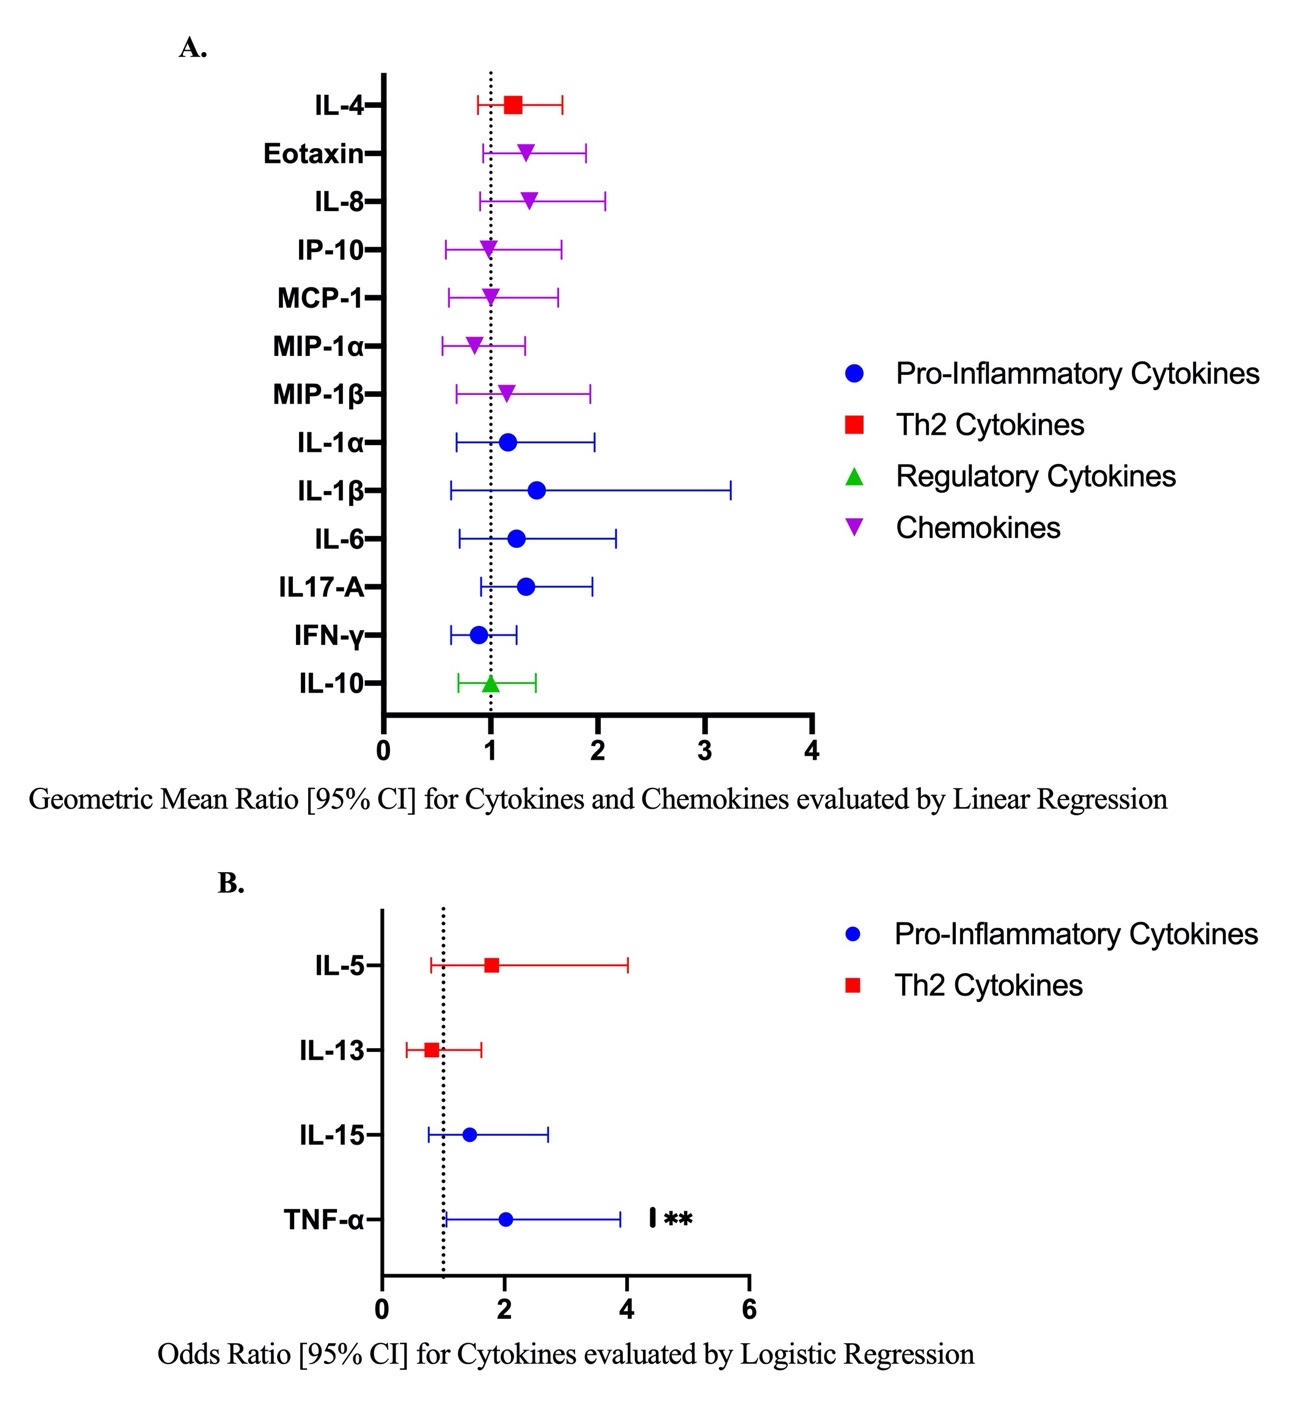 A.
IL-4
Eotaxin
IL-8
IP-10
MCP-1
MIP-1α
MIP-1β
IL-1α
IL-1β
IL-6
IL17-A
IFN-γ
IL-10
0 1 2 3 4
Pro-Inflammatory Cytokines
Th2 Cytokines
Regulatory Cytokines
Chemokines
Geometric Mean Ratio [95% CI] for Cytokines and Chemokines evaluated by Linear Regression
B.
IL-5
IL-13
IL-15
TNF-α
**
0 2 4 6
Pro-Inflammatory Cytokines
Th2 Cytokines
Odds Ratio [95% CI] for Cytokines evaluated by Logistic Regression